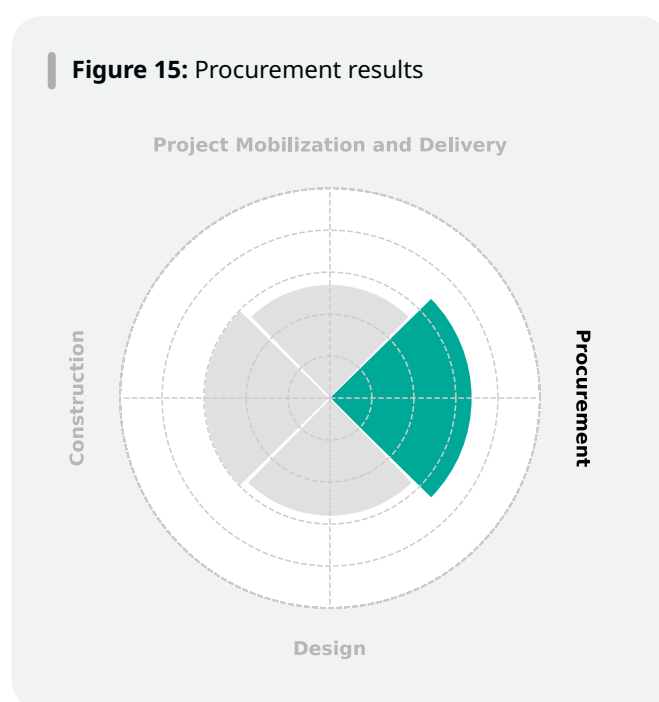 Figure 15: Procurement results
Project Mobilization and Delivery
Construction
Procurement
Design